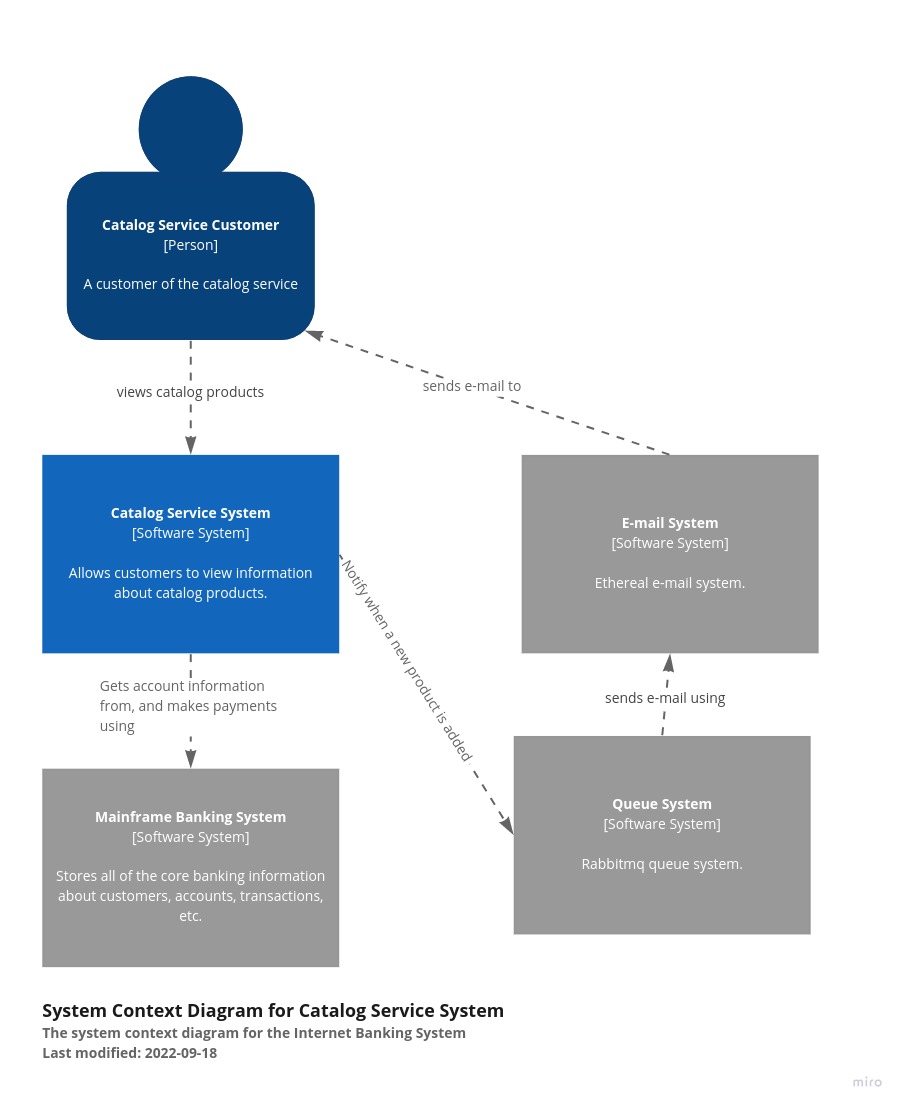 Catalog Service Customer
[Person]
A customer of the catalog service
views catalog products
sends e-mail to
Catalog Service System
[Software System]
Allows customers to view information
about catalog products.
E-mail System
[Software System]
Ethereal e-mail system.
Notify when a new product is added
Gets account information
from, and makes payments
using
sends e-mail using
Mainframe Banking System
[Software System]
Stores all of the core banking information
about customers, accounts, transactions,
etc.
Queue System
[Software System]
Rabbitmq queue system.
System Context Diagram for Catalog Service System
The system context diagram for the Internet Banking System
Last modified: 2022-09-18
miro